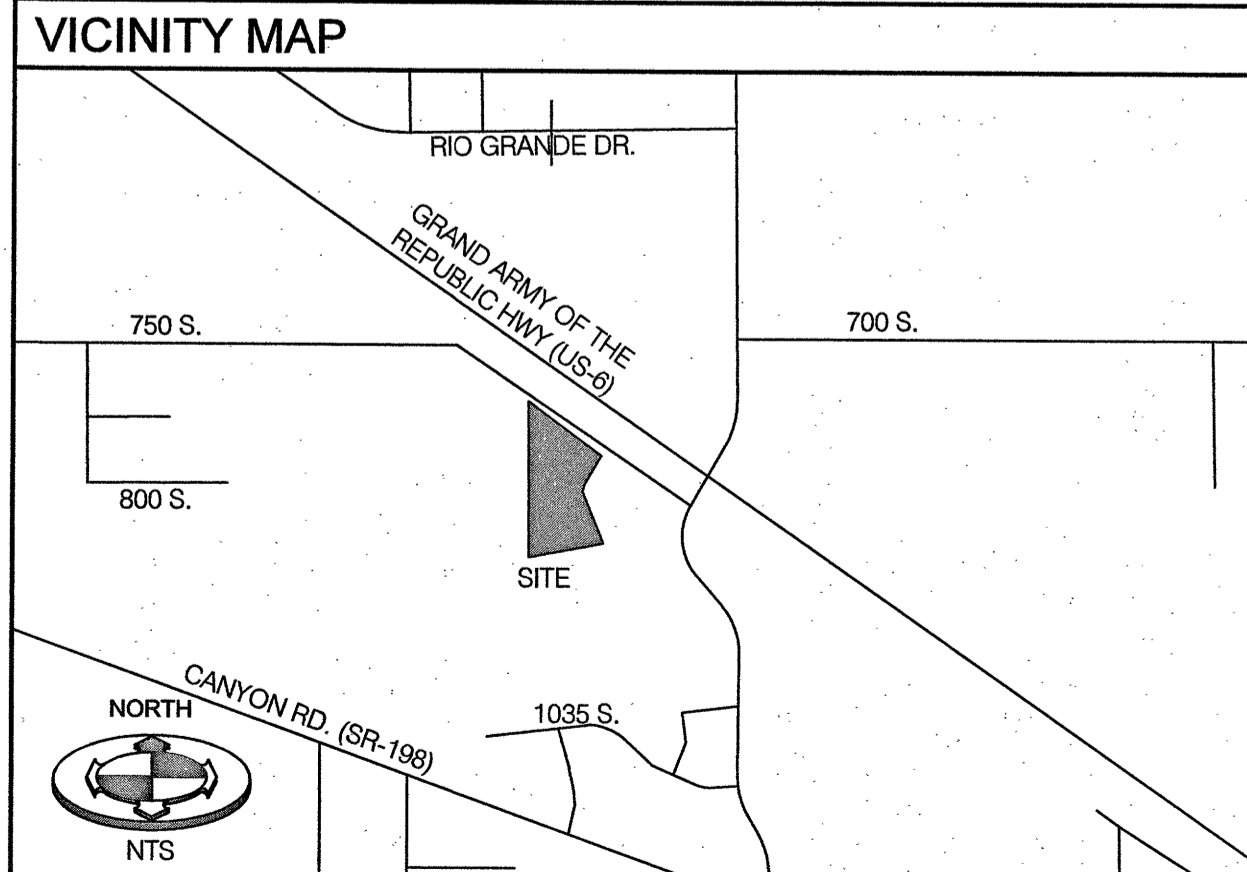 VICINITY MAP
RIO GRANDE DR.
GRAND ARMY OF THE
REPUBLIC HWY (US-6)
750 S.
700 S.
800 S.
SITE
CANYON RD. (SR-198)
1035 S.
NORTH
NTS